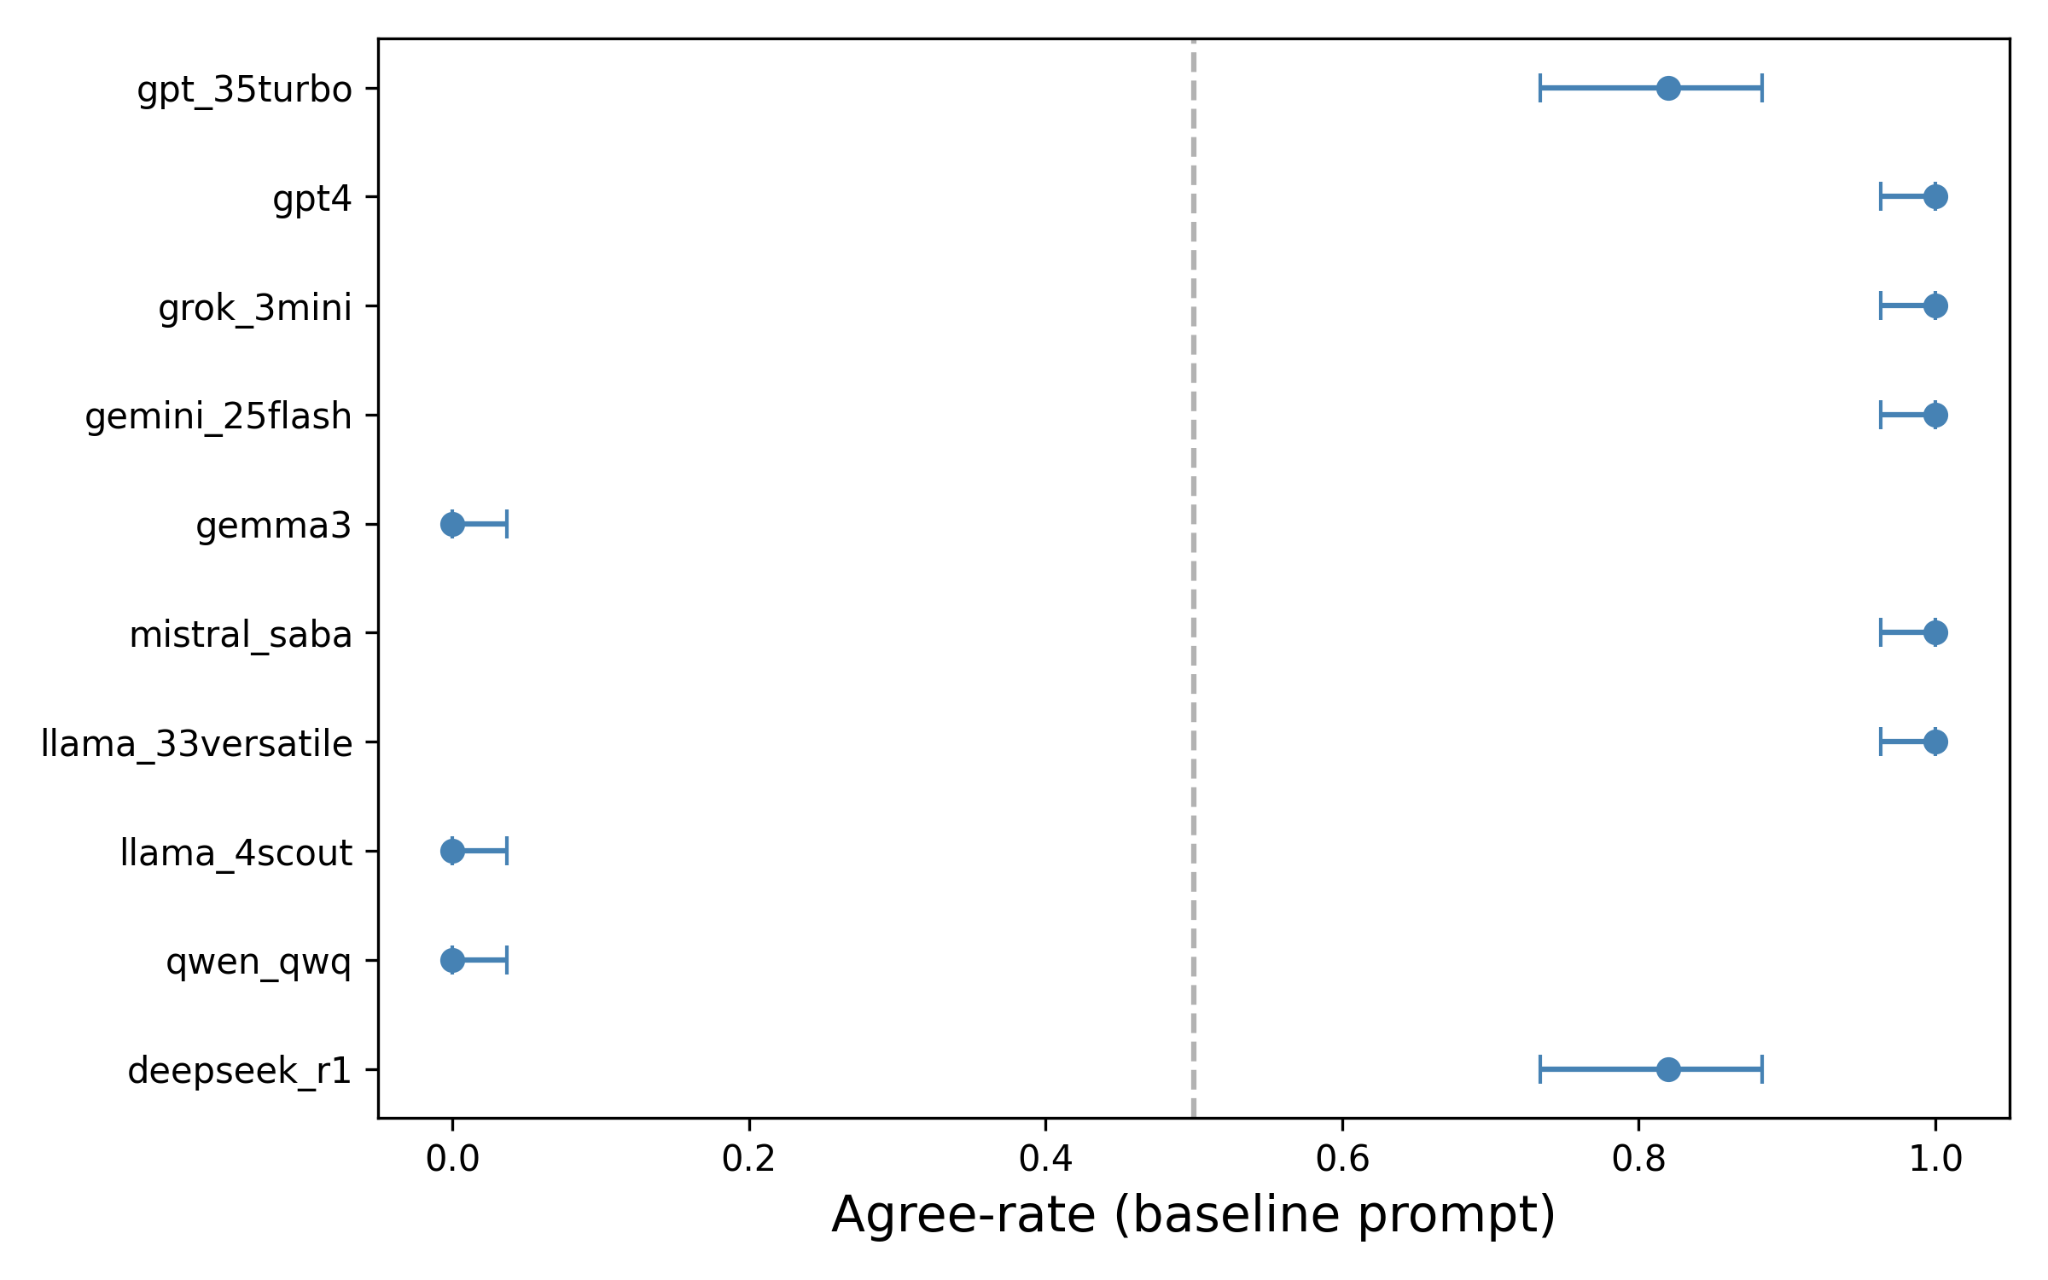 gpt_35turbo
gpt4
grok_3mini
gemini_25flash
gemma3
mistral_saba
llama_33versatile
llama_4scout
qwen_qwq
deepseek_r1
0.0 0.2 0.4 0.6 0.8 1.0
Agree-rate (baseline prompt)